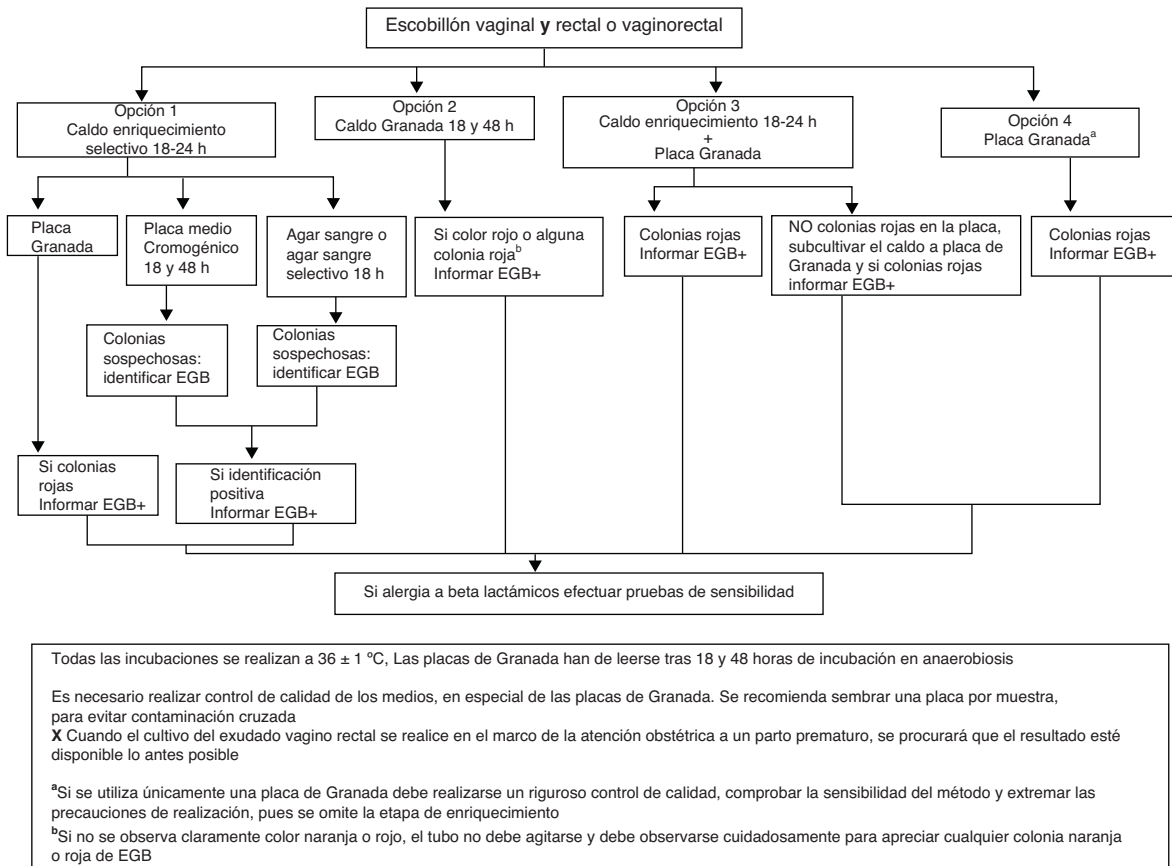 Escobillón vaginal y rectal o vaginorectal
Opción 1
Caldo enriquecimiento
selectivo 18-24 h
Opción 2
Caldo Granada 18 y 48 h
Opción 3
Caldo enriquecimiento 18-24 h
+
Placa Granada
Opción 4
Placa Granadaª
Placa
Granada
Placa medio
Cromogénico
18 y 48 h
Agar sangre o
agar sangre
selectivo 18 h
Si color rojo o alguna
colonia rojaᵇ
Informar EGB+
Colonias rojas
Informar EGB+
NO colonias rojas en la placa,
subcultivar el caldo a placa de
Granada y si colonias rojas
informar EGB+
Colonias rojas
Informar EGB+
Colonias
sospechosas:
identificar EGB
Colonias
sospechosas:
identificar EGB
Si colonias
rojas
Informar EGB+
Si identificación
positiva
Informar EGB+
Si alergia a beta lactámicos efectuar pruebas de sensibilidad
Todas las incubaciones se realizan a 36 ± 1 ºC, Las placas de Granada han de leerse tras 18 y 48 horas de incubación en anaerobiosis
Es necesario realizar control de calidad de los medios, en especial de las placas de Granada. Se recomienda sembrar una placa por muestra,
para evitar contaminación cruzada
X Cuando el cultivo del exudado vagino rectal se realice en el marco de la atención obstétrica a un parto prematuro, se procurará que el resultado esté
disponible lo antes posible
ªSi se utiliza únicamente una placa de Granada debe realizarse un riguroso control de calidad, comprobar la sensibilidad del método y extremar las
precauciones de realización, pues se omite la etapa de enriquecimiento
ᵇSi no se observa claramente color naranja o rojo, el tubo no debe agitarse y debe observarse cuidadosamente para apreciar cualquier colonia naranja
o roja de EGB